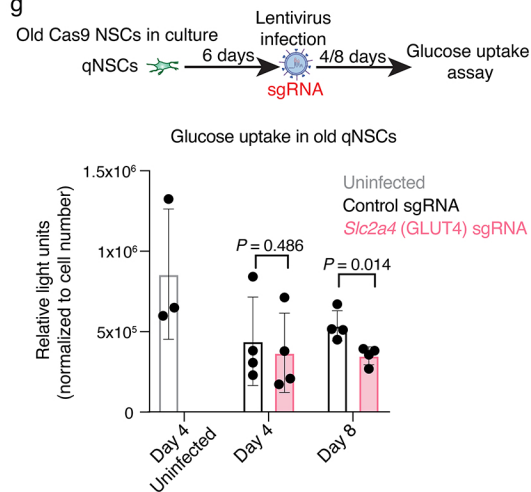 g
Old Cas9 NSCs in culture
qNSCs
6 days
Lentivirus
infection
sgRNA
4/8 days
Glucose uptake
assay
Glucose uptake in old qNSCs
Relative light units
(normalized to cell number)
1.5x10⁶
1x10⁶
5x10⁵
0
Uninfected
Control sgRNA
Slc2a4 (GLUT4) sgRNA
P = 0.486
P = 0.014
Day 4
Uninfected
Day 4
Day 8